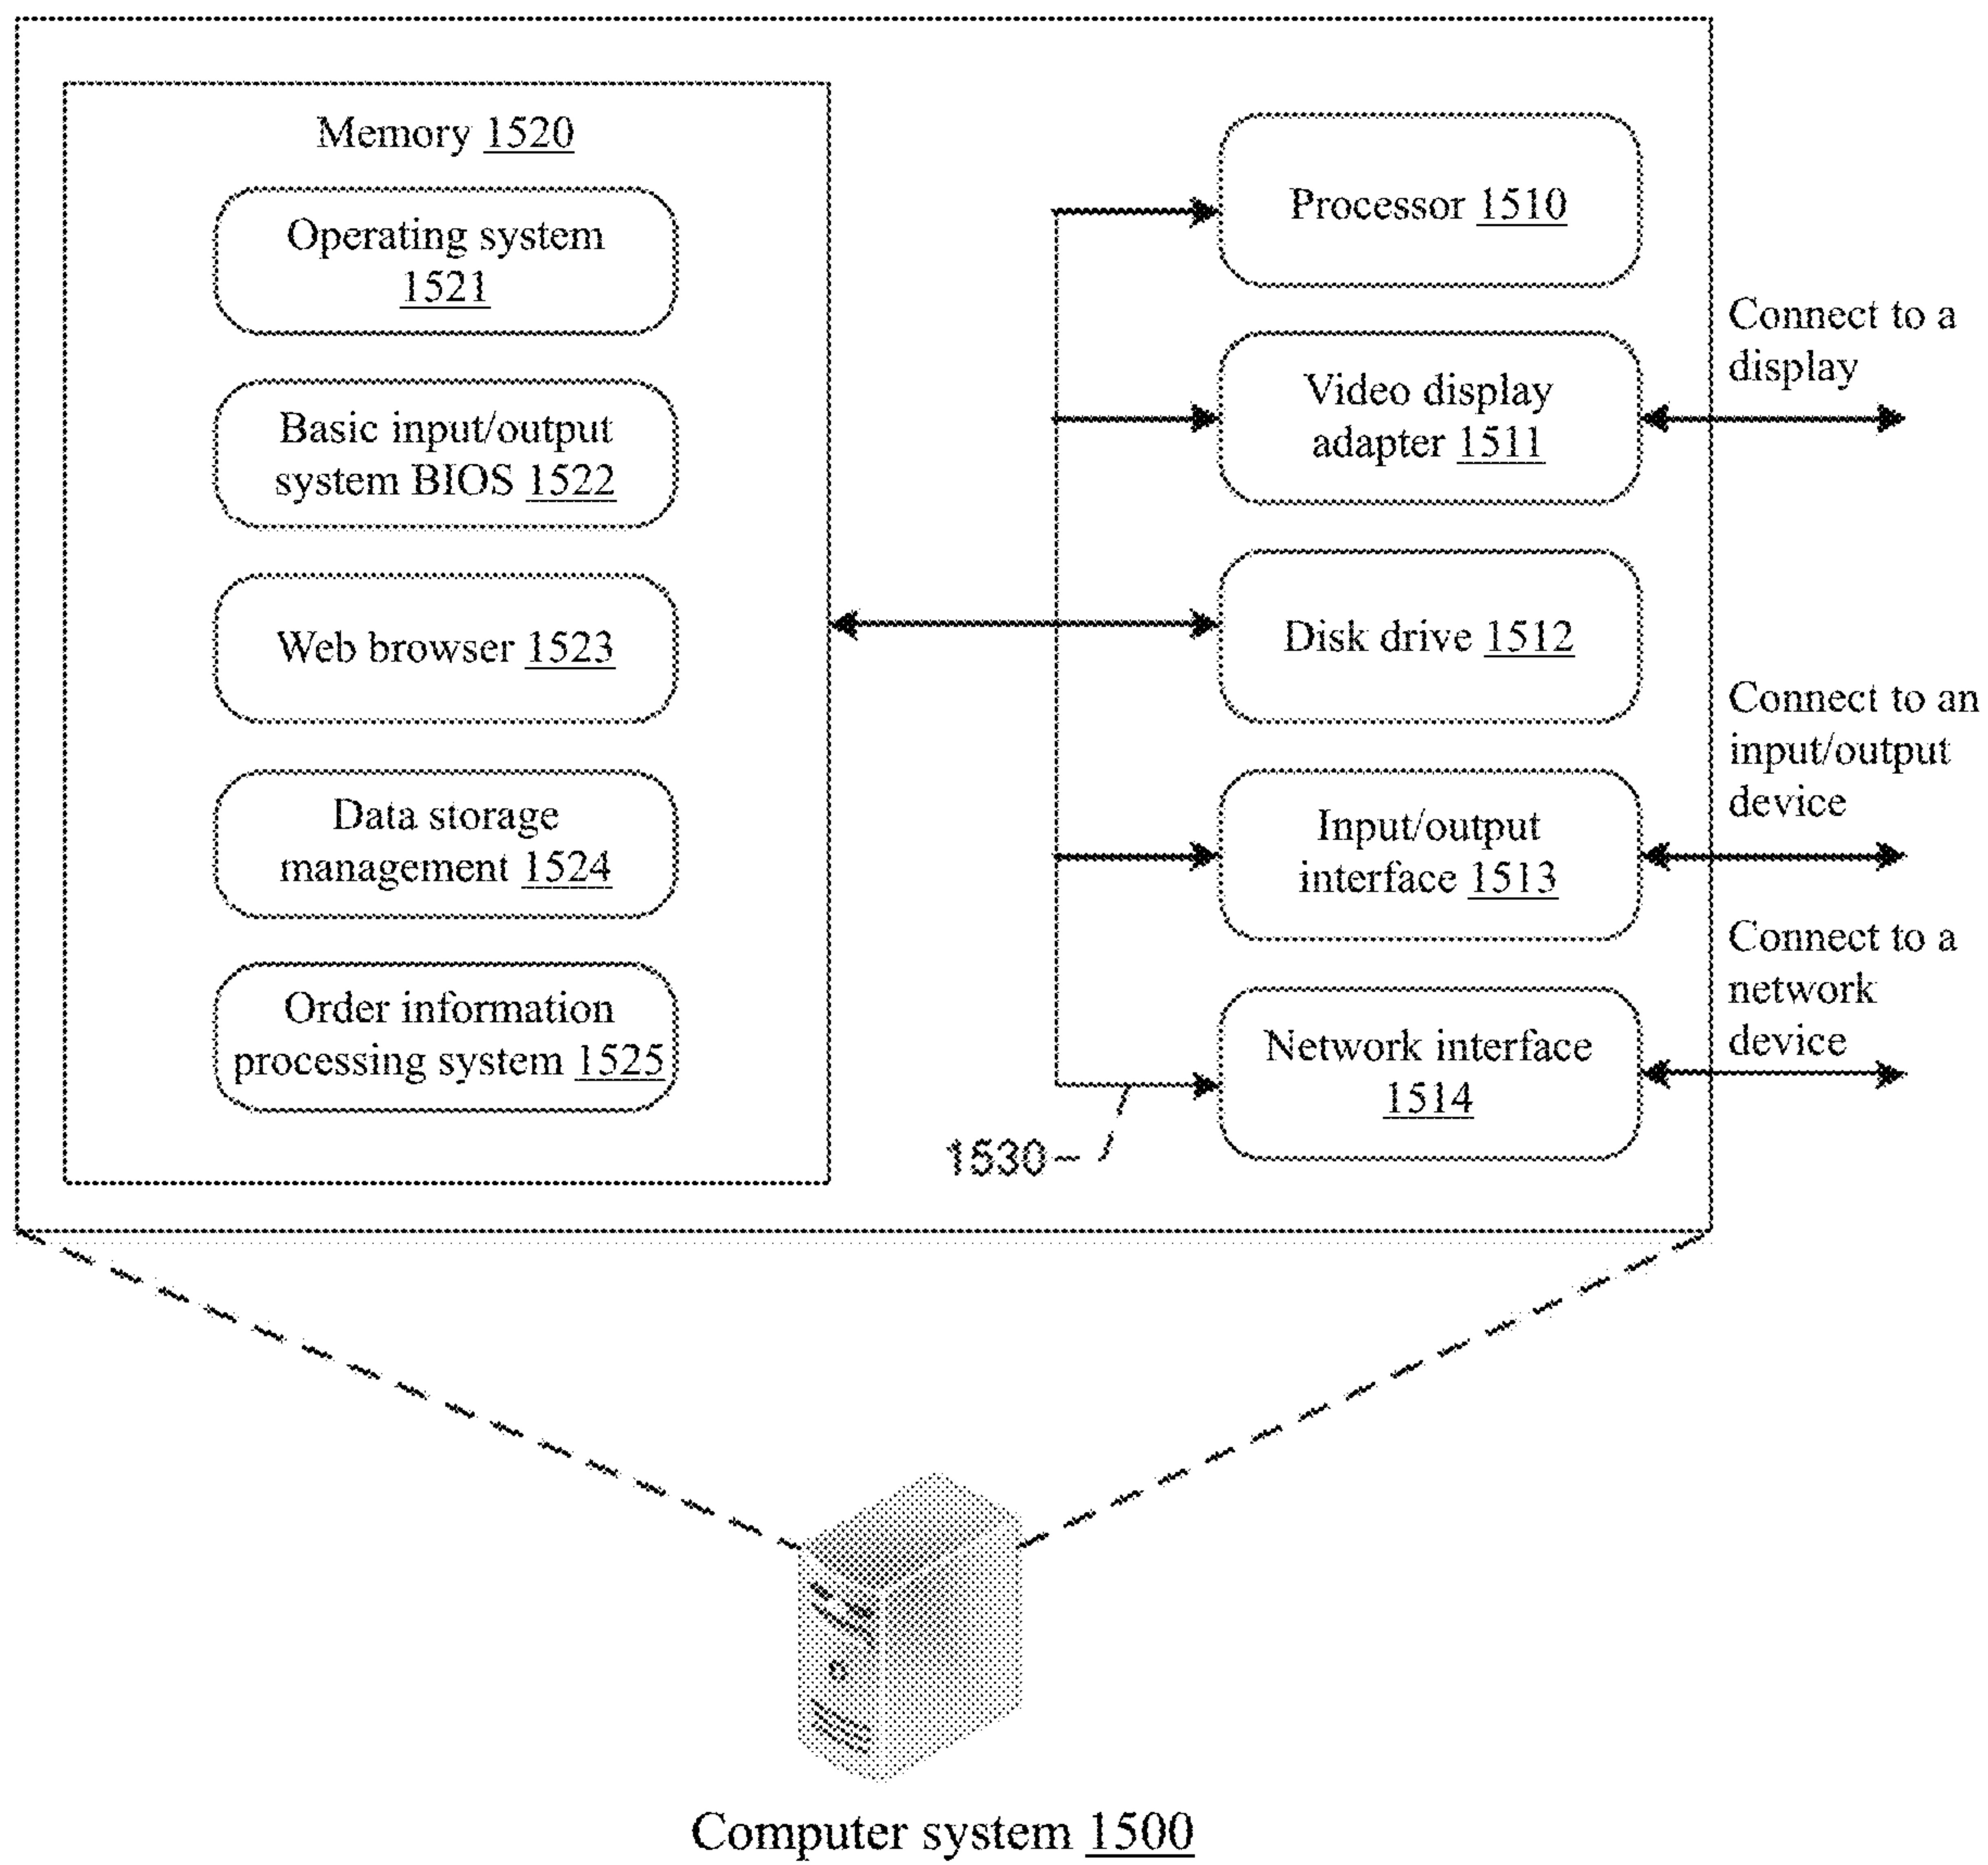 Memory 1520
Operating system
1521
Basic input/output
system BIOS 1522
Web browser 1523
Data storage
management 1524
Order information
processing system 1525
Processor 1510
Video display
adapter 1511
Disk drive 1512
Input/output
interface 1513
Network interface
1514
1530
Connect to a
display
Connect to an
input/output
device
Connect to a
network
device
Computer system 1500